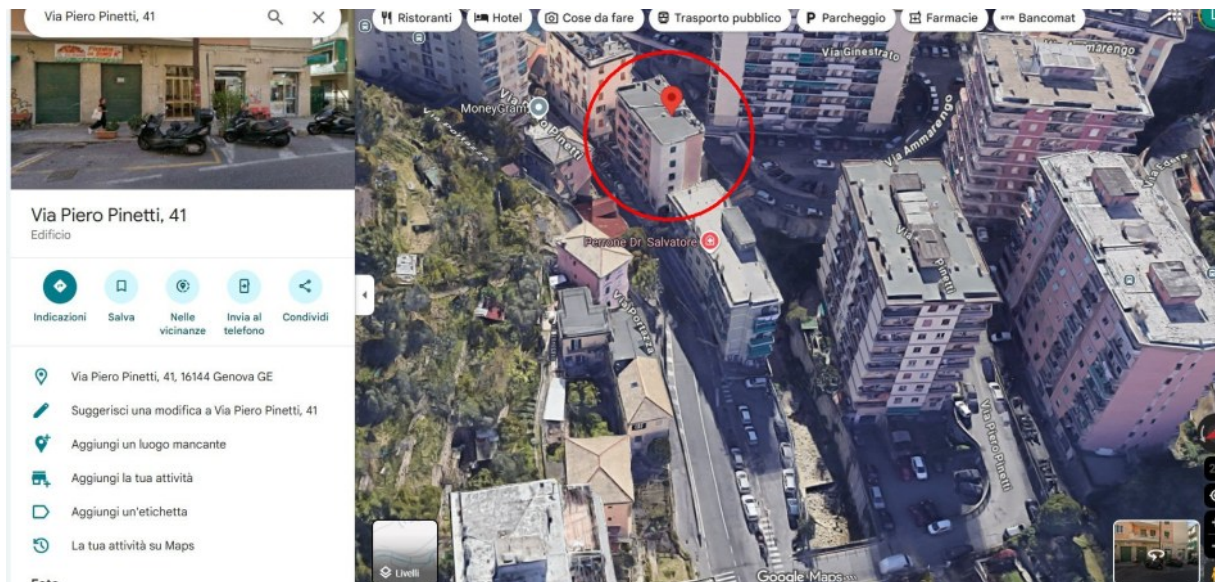 Via Piero Pinetti, 41
Ristoranti
Hotel
Cose da fare
Trasporto pubblico
P Parcheggio
Farmacie
ATM Bancomat
Via Piero Pinetti, 41
Edificio
Indicazioni
Salva
Nelle vicinanze
Invia al telefono
Condividi
Via Piero Pinetti, 41, 16144 Genova GE
Suggerisci una modifica a Via Piero Pinetti, 41
Aggiungi un luogo mancante
Aggiungi la tua attività
Aggiungi un'etichetta
La tua attività su Maps
MoneyGram
Via Ginestrato
Via Ammarengo
Perrone Dr. Salvatore
Via Portazza
Pinetti
Via Piero Pinetti
Livelli
Google Maps